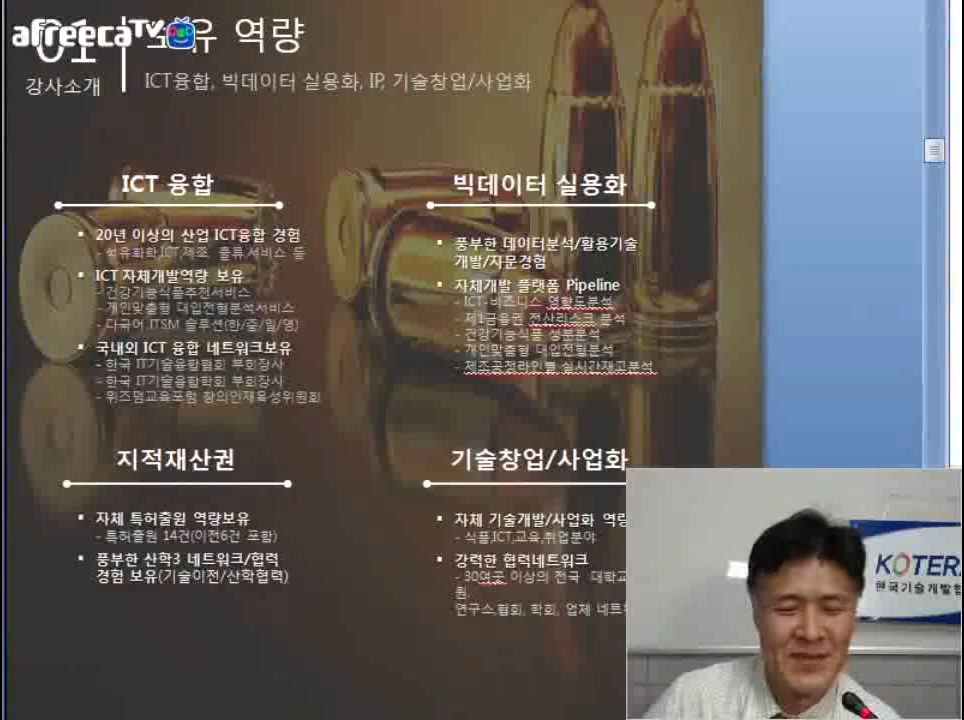 afreecaTV
01
보유 역량
강사소개
ICT융합, 빅데이터 실용화, IP, 기술창업/사업화
ICT 융합
▪ 20년 이상의 산업 ICT융합 경험
- 석유화학,ICT,제조, 물류,서비스 등
▪ ICT 자체개발역량 보유
- 건강기능식품추천서비스
- 개인맞춤형 대입전형분석서비스
- 다국어 ITSM 솔루션(한/중/일/영)
▪ 국내외 ICT 융합 네트워크보유
- 한국 IT기술융합협회 부회장사
- 한국 IT기술융합학회 부회장사
- 위즈덤교육포럼 창의인재육성위원회
빅데이터 실용화
▪ 풍부한 데이터분석/활용기술
개발/자문경험
▪ 자체개발 플랫폼 Pipeline
- ICT-비즈니스 영향도분석
- 제1금융권 전산리스크 분석
- 건강기능식품 성분분석
- 개인맞춤형 대입전형분석
- 제조공정라인별 실시간재고분석
지적재산권
▪ 자체 특허출원 역량보유
- 특허출원 14건(이전6건 포함)
▪ 풍부한 산학3 네트워크/협력
경험 보유(기술이전/산학협력)
기술창업/사업화
▪ 자체 기술개발/사업화 역량
- 식품,ICT,교육,취업분야
▪ 강력한 협력네트워크
- 30여곳 이상의 전국 대학교
원,
연구소,협회, 학회, 업체 네트
KOTER
한국기술개발협